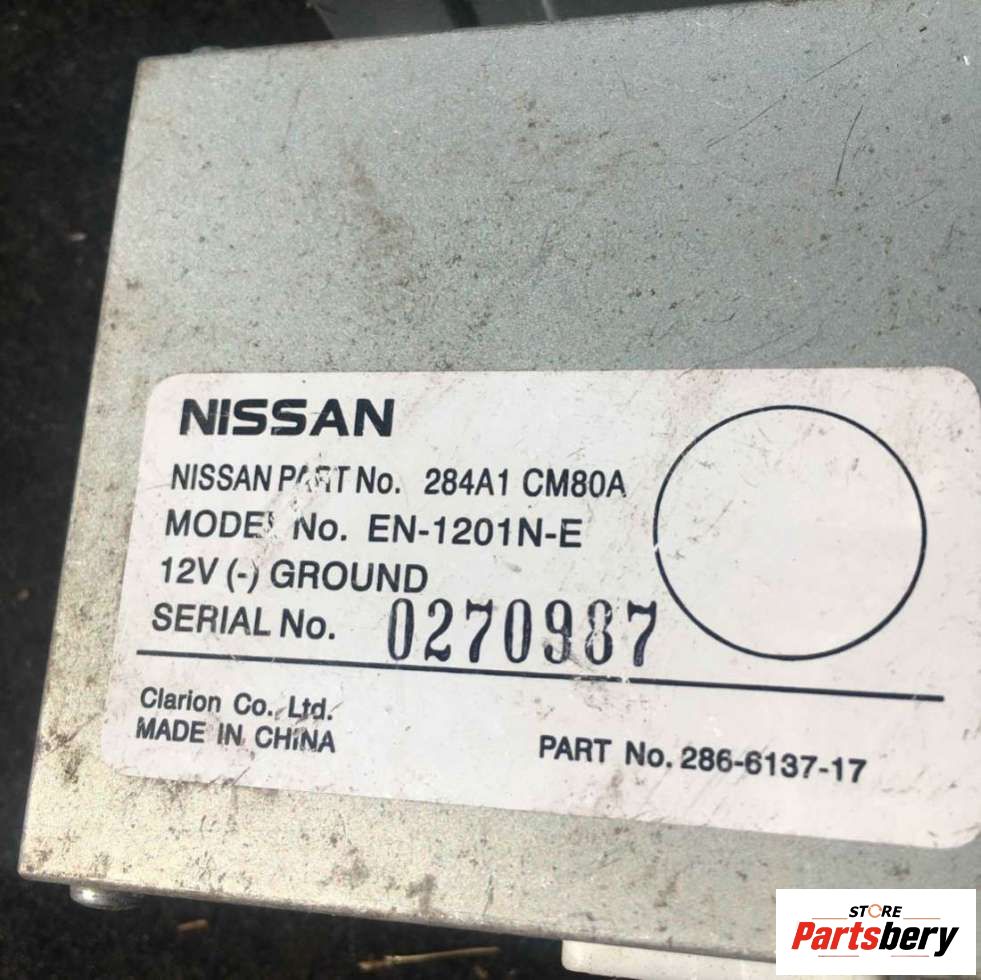 NISSAN
NISSAN PART No. 284A1 CM80A
MODEL No. EN-1201N-E
12V (-) GROUND
SERIAL No. 0270987
Clarion Co., Ltd.
MADE IN CHINA
PART No. 286-6137-17
STORE
Partsbery